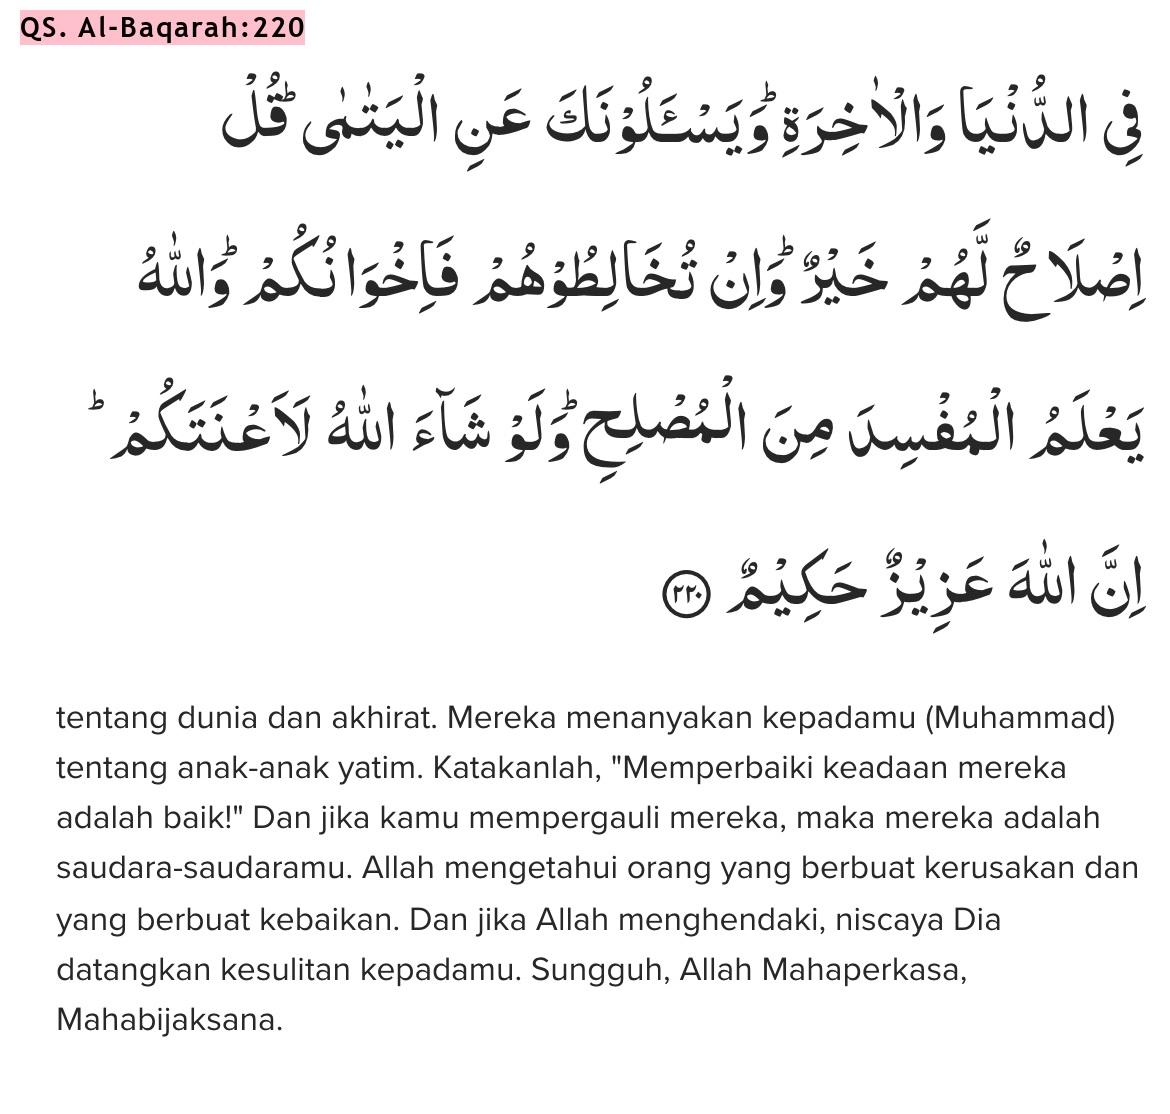 QS. Al-Baqarah:220
فِى الدُّنْيَا وَالْاٰخِرَةِ ۗوَيَسْـَٔلُوْنَكَ عَنِ الْيَتٰمٰى ۗ قُلْ
اِصْلَاحٌ لَّهُمْ خَيْرٌ ۗوَاِنْ تُخَالِطُوْهُمْ فَاِخْوَانُكُمْ ۗوَاللّٰهُ
يَعْلَمُ الْمُفْسِدَ مِنَ الْمُصْلِحِ ۗوَلَوْ شَاۤءَ اللّٰهُ لَاَعْنَتَكُمْ ۗ
اِنَّ اللّٰهَ عَزِيْزٌ حَكِيْمٌ ٢٢٠
tentang dunia dan akhirat. Mereka menanyakan kepadamu (Muhammad)
tentang anak-anak yatim. Katakanlah, "Memperbaiki keadaan mereka
adalah baik!" Dan jika kamu mempergauli mereka, maka mereka adalah
saudara-saudaramu. Allah mengetahui orang yang berbuat kerusakan dan
yang berbuat kebaikan. Dan jika Allah menghendaki, niscaya Dia
datangkan kesulitan kepadamu. Sungguh, Allah Mahaperkasa,
Mahabijaksana.